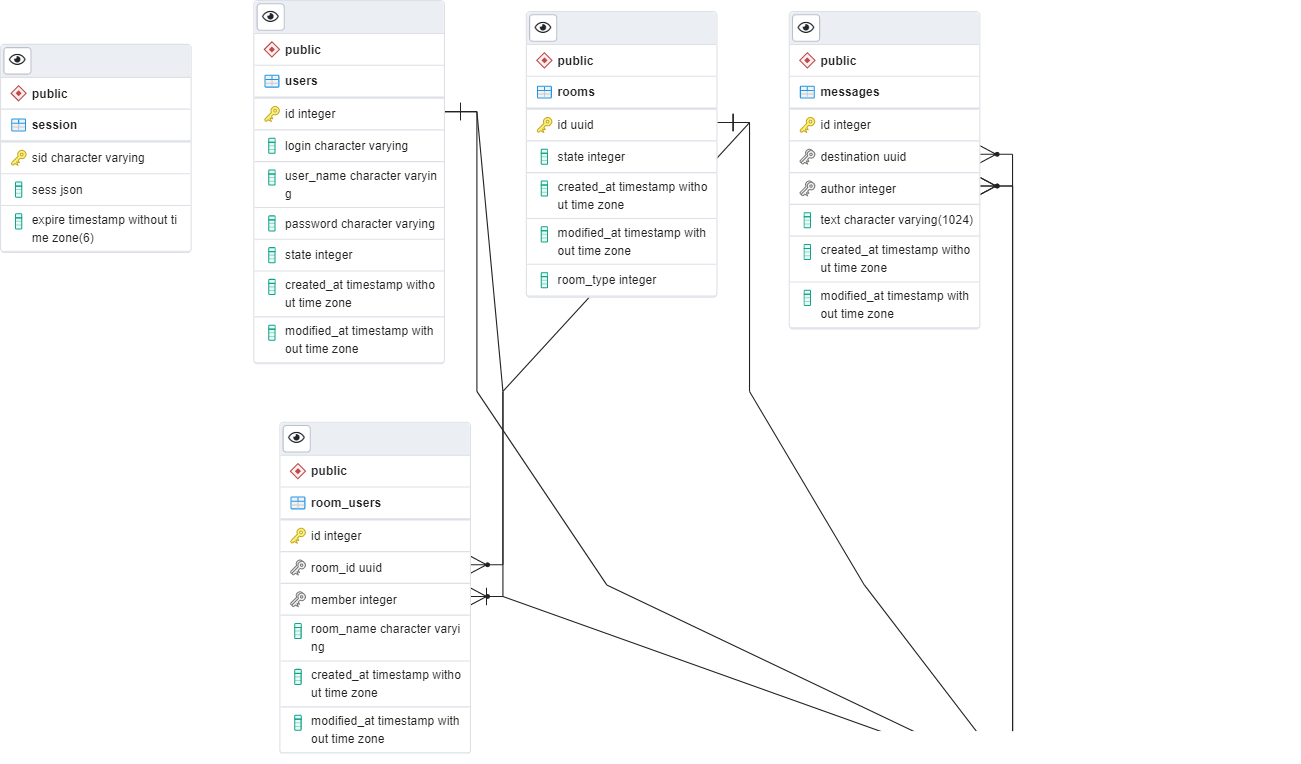 public
session
sid character varying
sess json
expire timestamp without ti
me zone(6)
public
users
id integer
login character varying
user_name character varyin
g
password character varying
state integer
created_at timestamp witho
ut time zone
modified_at timestamp with
out time zone
public
rooms
id uuid
state integer
created_at timestamp witho
ut time zone
modified_at timestamp with
out time zone
room_type integer
public
messages
id integer
destination uuid
author integer
text character varying(1024)
created_at timestamp witho
ut time zone
modified_at timestamp with
out time zone
public
room_users
id integer
room_id uuid
member integer
room_name character varyi
ng
created_at timestamp witho
ut time zone
modified_at timestamp with
out time zone